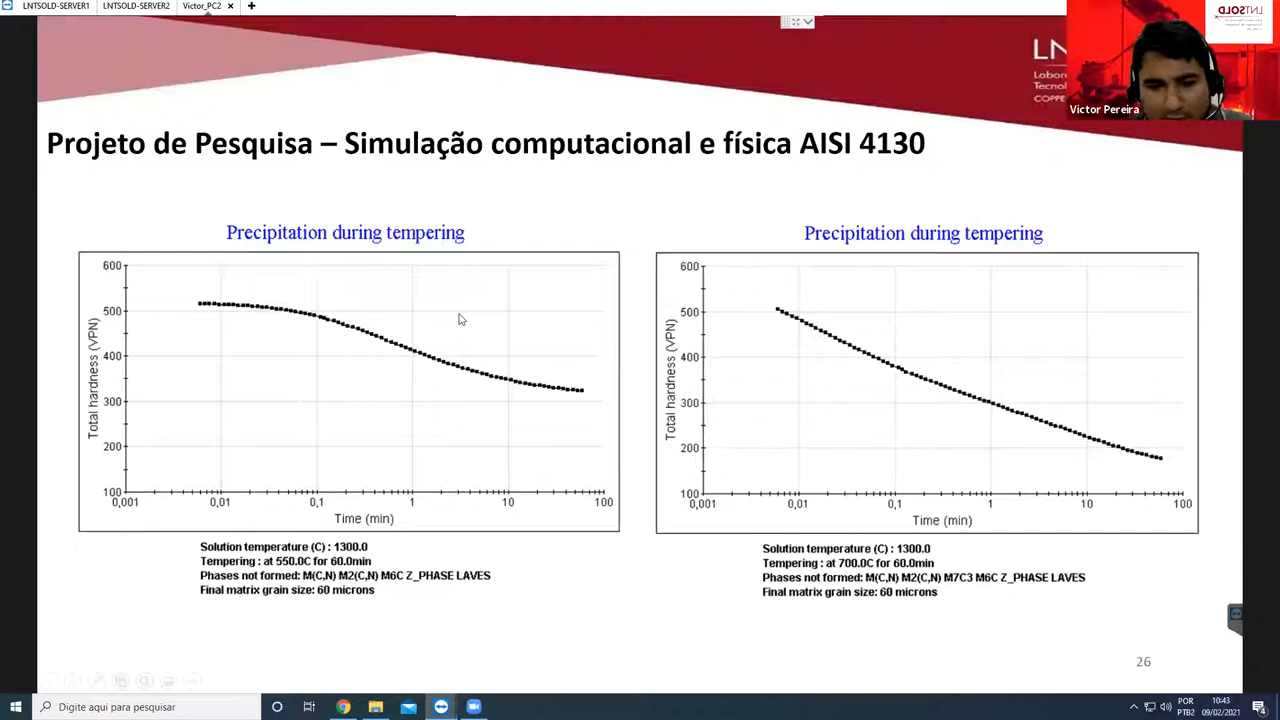 LNTSOLD-SERVER1 LNTSOLD-SERVER2 Victor_PC2
LNTSOLD
Victor Pereira
Projeto de Pesquisa – Simulação computacional e física AISI 4130
Precipitation during tempering
600
500
400
300
200
100
Total hardness (VPN)
0,001 0,01 0,1 1 10 100
Time (min)
Solution temperature (C) : 1300.0
Tempering : at 550.0C for 60.0min
Phases not formed: M(C,N) M2(C,N) M6C Z_PHASE LAVES
Final matrix grain size: 60 microns
Precipitation during tempering
600
500
400
300
200
100
Total hardness (VPN)
0,001 0,01 0,1 1 10 100
Time (min)
Solution temperature (C) : 1300.0
Tempering : at 700.0C for 60.0min
Phases not formed: M(C,N) M2(C,N) M7C3 M6C Z_PHASE LAVES
Final matrix grain size: 60 microns
26
Digite aqui para pesquisar
POR
PTB2
10:43
09/02/2021
4